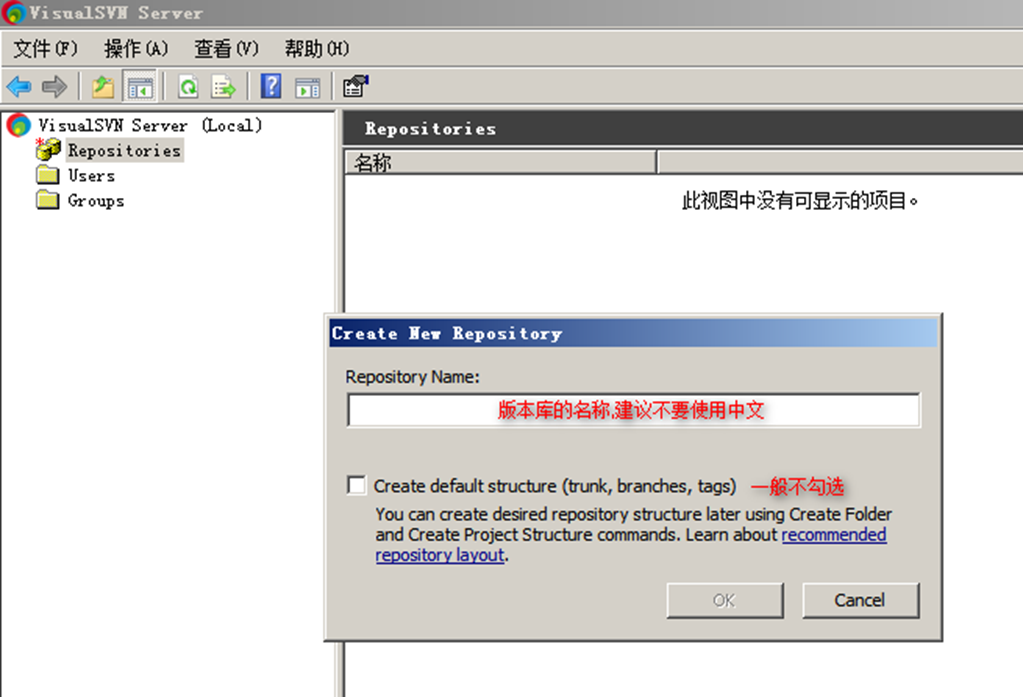 VisualSVN Server
文件(F) 操作(A) 查看(V) 帮助(H)
VisualSVN Server (Local)
Repositories
Users
Groups
Repositories
名称
此视图中没有可显示的项目。
Create New Repository
Repository Name:
版本库的名称,建议不要使用中文
Create default structure (trunk, branches, tags) 一般不勾选
You can create desired repository structure later using Create Folder
and Create Project Structure commands. Learn about recommended
repository layout.
OK Cancel